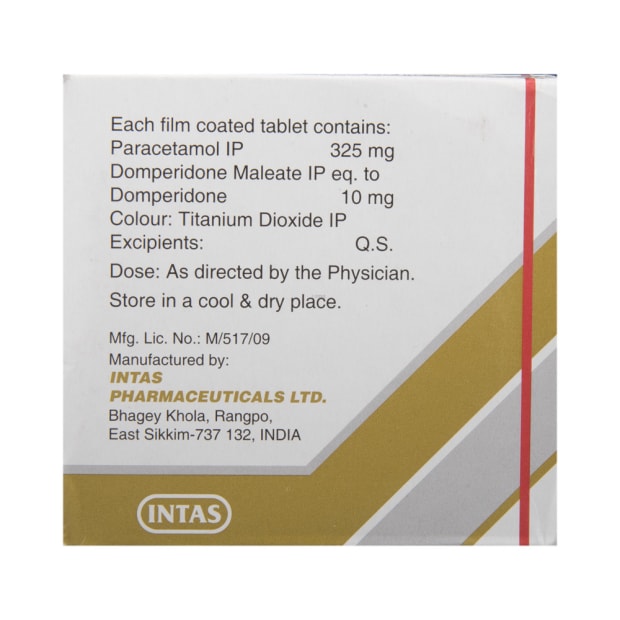 Each film coated tablet contains:
Paracetamol IP 325 mg
Domperidone Maleate IP eq. to
Domperidone 10 mg
Colour: Titanium Dioxide IP
Excipients: Q.S.
Dose: As directed by the Physician.
Store in a cool & dry place.
Mfg. Lic. No.: M/517/09
Manufactured by:
INTAS
PHARMACEUTICALS LTD.
Bhagey Khola, Rangpo,
East Sikkim-737 132, INDIA
INTAS